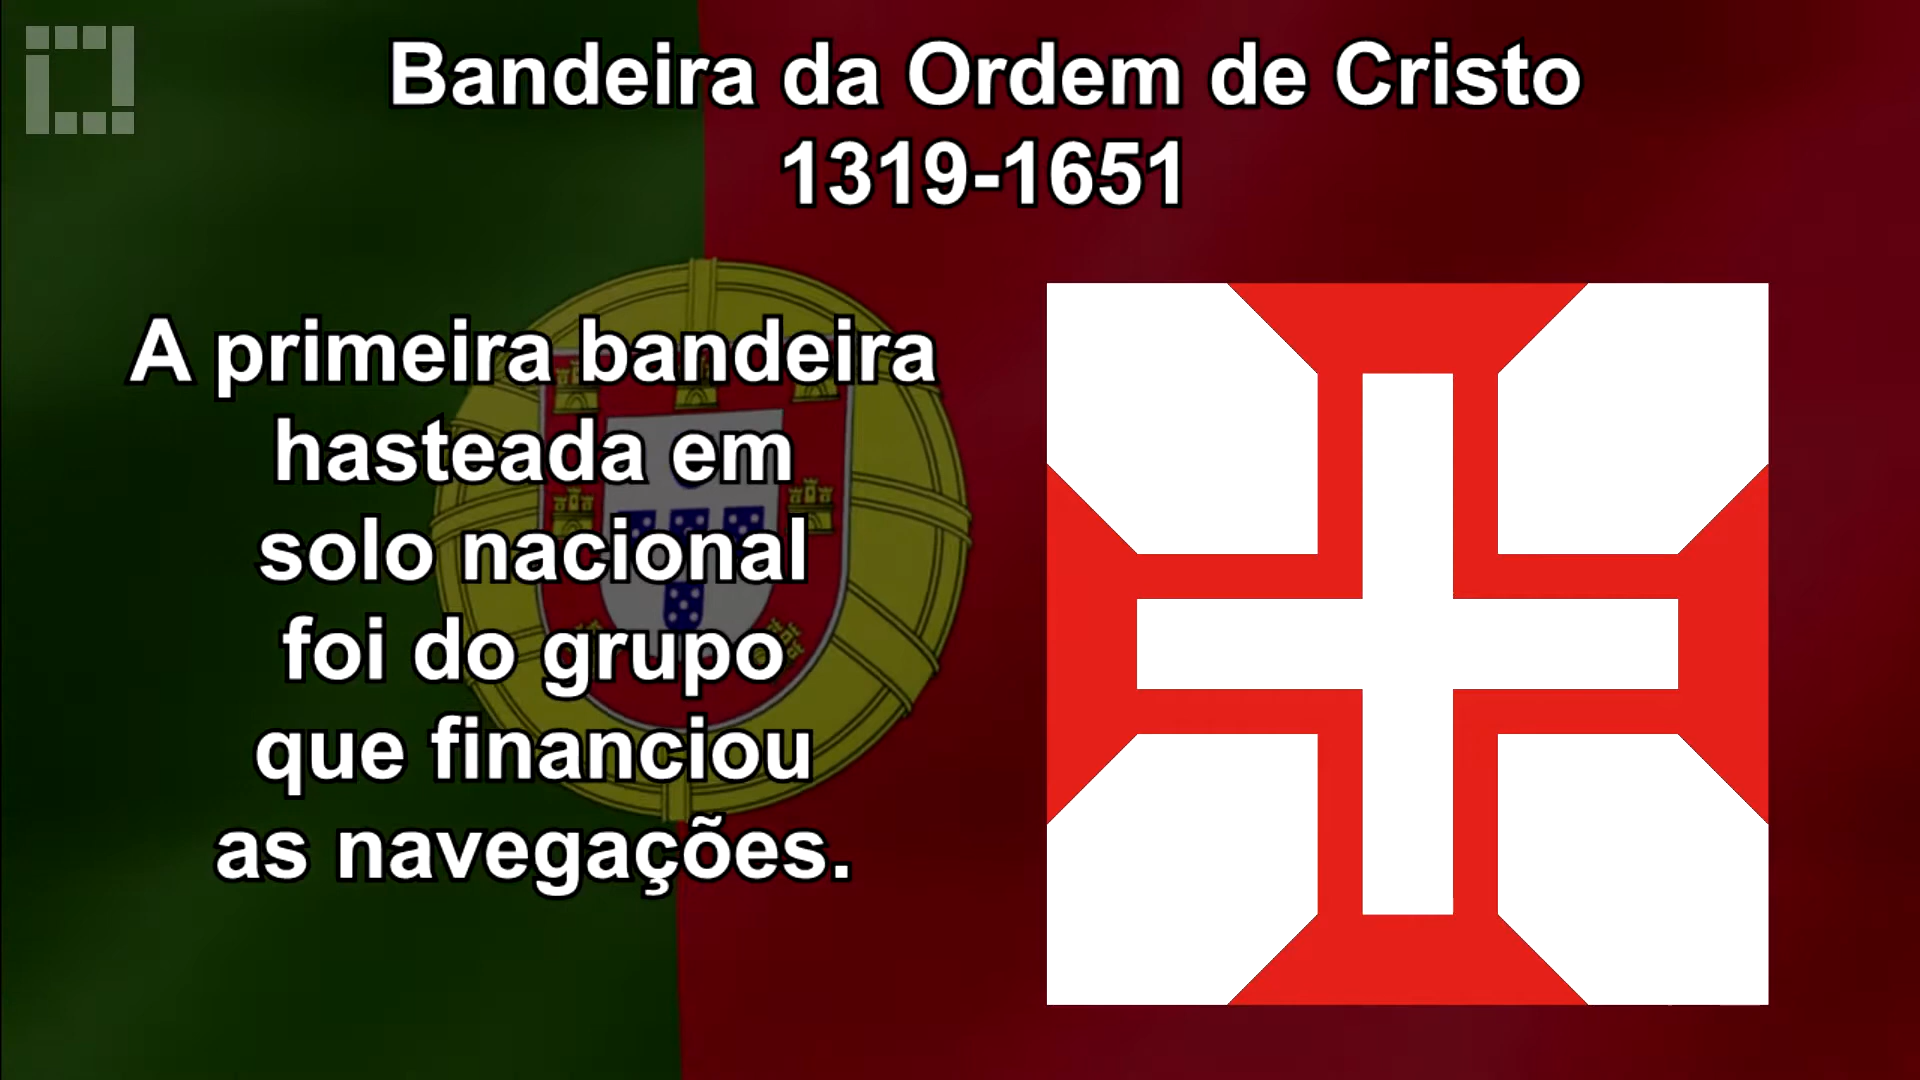 Bandeira da Ordem de Cristo
1319-1651
A primeira bandeira
hasteada em
solo nacional
foi do grupo
que financiou
as navegações.